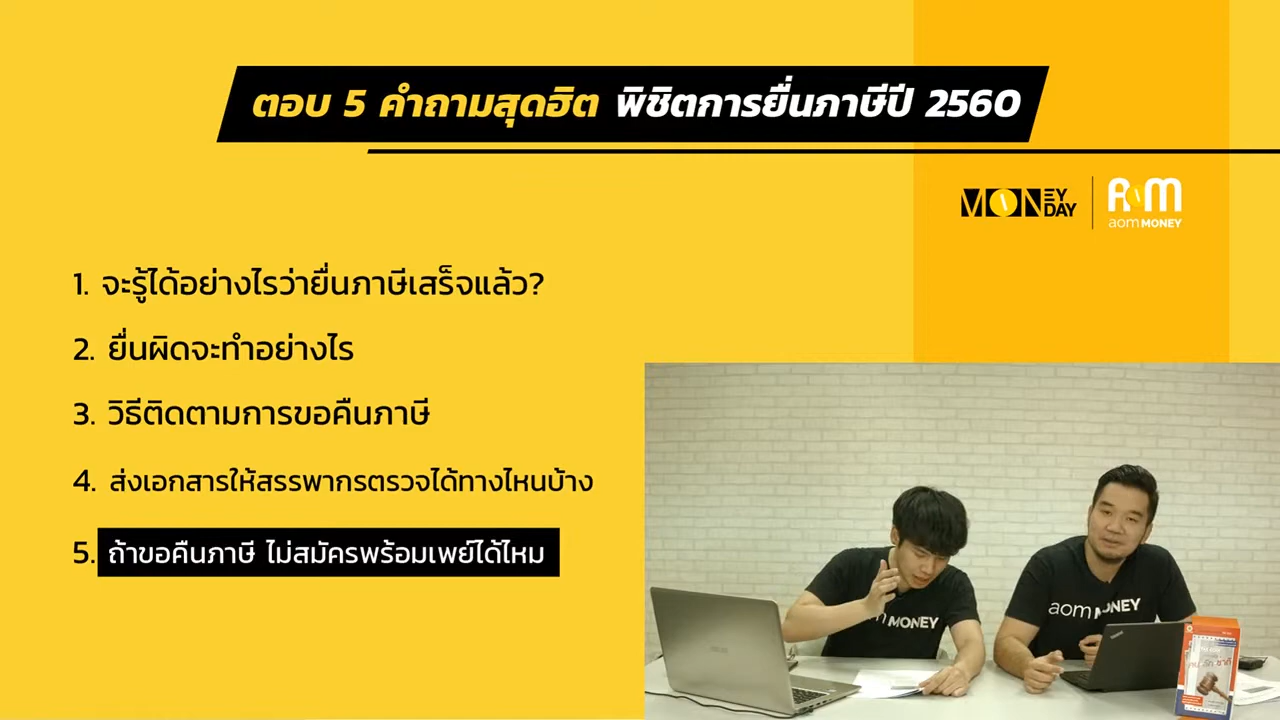 ตอบ 5 คำถามสุดฮิต พิชิตการยื่นภาษีปี 2560
MONEY DAY
AOM
aom MONEY
1. จะรู้ได้อย่างไรว่ายื่นภาษีเสร็จแล้ว?
2. ยื่นผิดจะทำอย่างไร
3. วิธีติดตามการขอคืนภาษี
4. ส่งเอกสารให้สรรพากรตรวจได้ทางไหนบ้าง
5. ถ้าขอคืนภาษี ไม่สมัครพร้อมเพย์ได้ไหม
aom MONEY
aom MONEY
ASUS